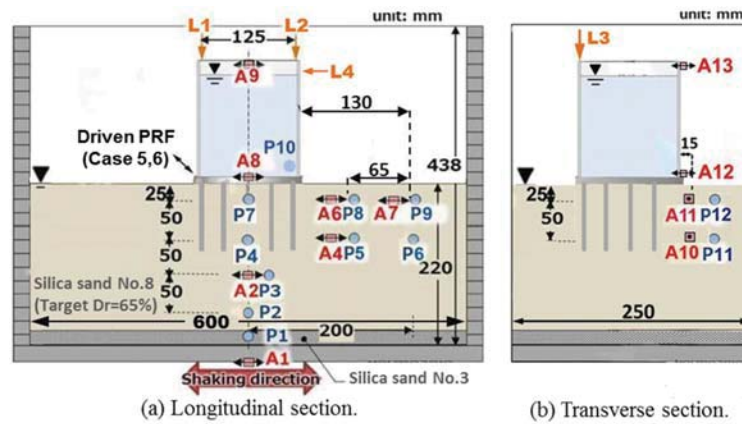 unit: mm
L1
L2
125
A9
L4
130
Driven PRF
(Case 5,6)
P10
A8
65
438
25
50
50
50
P7
A6 P8
A7
P9
P4
A4 P5
P6
220
Silica sand No.8
(Target Dr=65%)
A2 P3
P2
600
200
P1
A1
Shaking direction
Silica sand No.3
(a) Longitudinal section.
unit: mm
L3
A13
15
A12
25
50
A11 P12
A10 P11
250
(b) Transverse section.